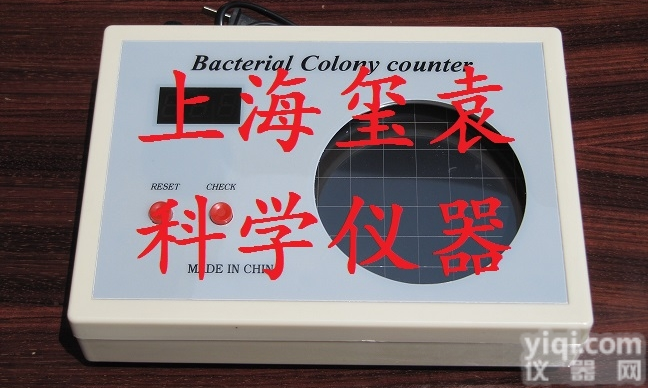 Bacterial Colony counter
上海玺袁
RESET CHECK
科学仪器
MADE IN CHINA
yiqi.com
仪器网